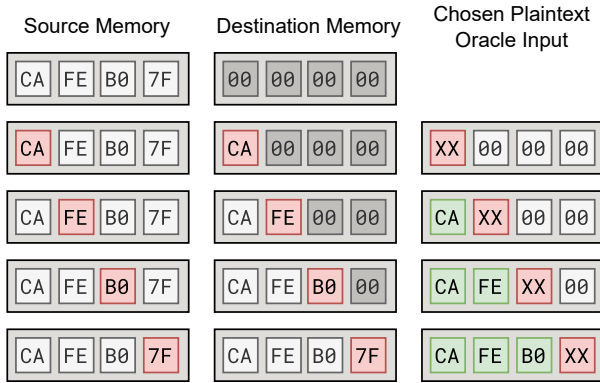 Source Memory
Destination Memory
Chosen Plaintext
Oracle Input
CA FE B0 7F
00 00 00 00
CA FE B0 7F
CA 00 00 00
XX 00 00 00
CA FE B0 7F
CA FE 00 00
CA XX 00 00
CA FE B0 7F
CA FE B0 00
CA FE XX 00
CA FE B0 7F
CA FE B0 7F
CA FE B0 XX